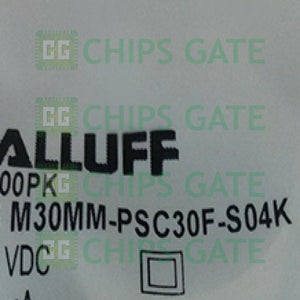 CHIPS GATE
CHIPS GATE
ALLUFF
00PK
CHIPS GATE
M30MM-PSC30F-S04K
VDC
CHIPS GATE